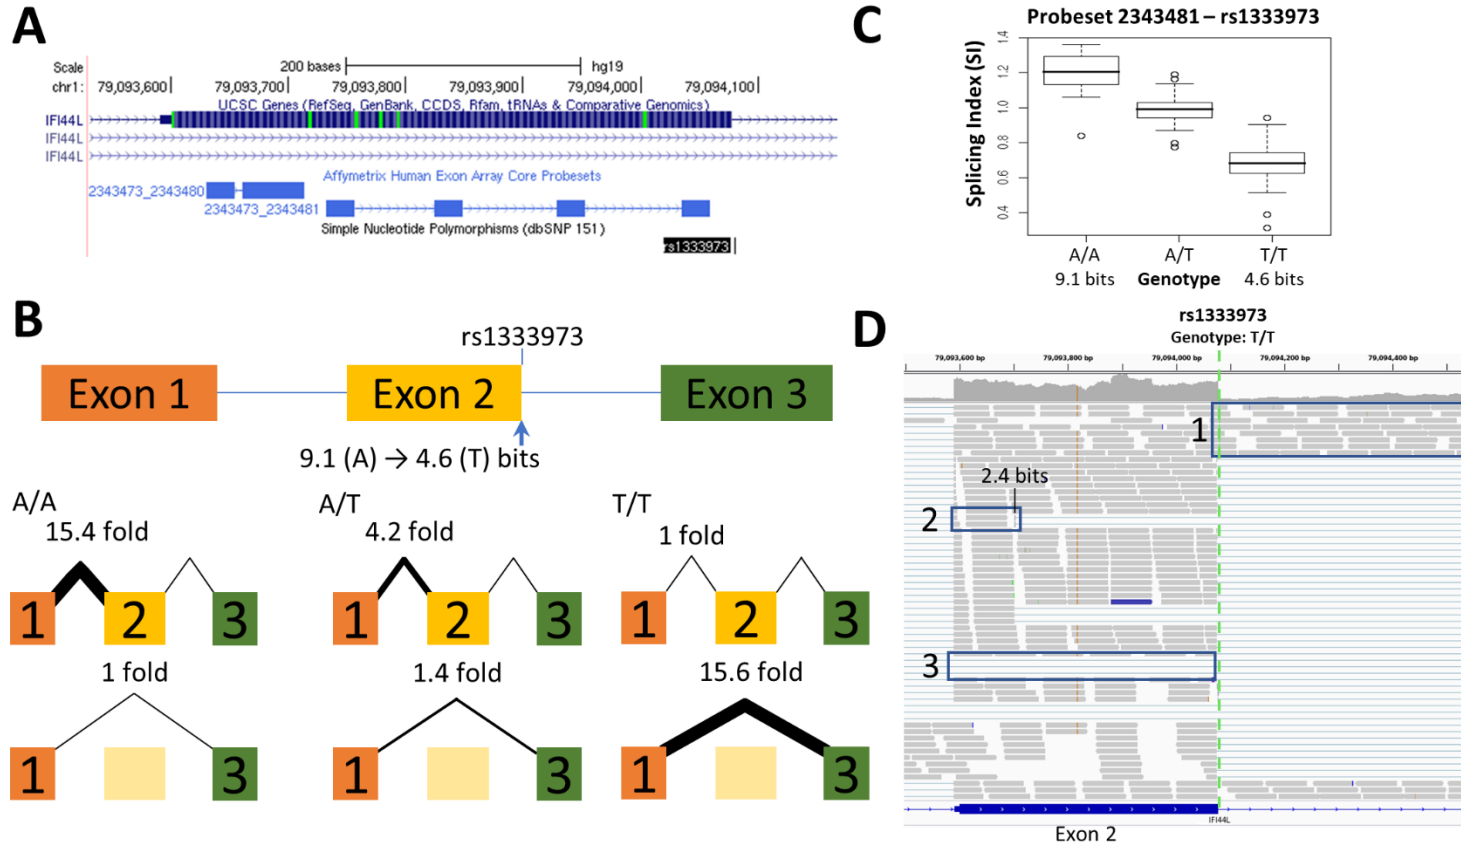 A
Scale
200 bases
hg19
chr1:
79,093,600
79,093,700
79,093,800
79,093,900
79,094,000
79,094,100
UCSC Genes (RefSeq, GenBank, CCDS, Rfam, tRNAs & Comparative Genomics)
IFI44L
IFI44L
IFI44L
Affymetrix Human Exon Array Core Probesets
2343473_2343480
2343473_2343481
Simple Nucleotide Polymorphisms (dbSNP 151)
rs1333973
B
rs1333973
Exon 1
Exon 2
Exon 3
9.1 (A) → 4.6 (T) bits
A/A
A/T
T/T
15.4 fold
4.2 fold
1 fold
1 2 3
1 2 3
1 2 3
1 fold
1.4 fold
15.6 fold
1 3
1 3
1 3
C
Probeset 2343481 – rs1333973
Splicing Index (SI)
1.4
1.2
1.0
0.8
0.6
0.4
A/A
A/T
T/T
9.1 bits
Genotype
4.6 bits
D
rs1333973
Genotype: T/T
79,093,600 bp
79,093,800 bp
79,094,000 bp
79,094,200 bp
79,094,400 bp
1
2.4 bits
2
3
IFI44L
Exon 2